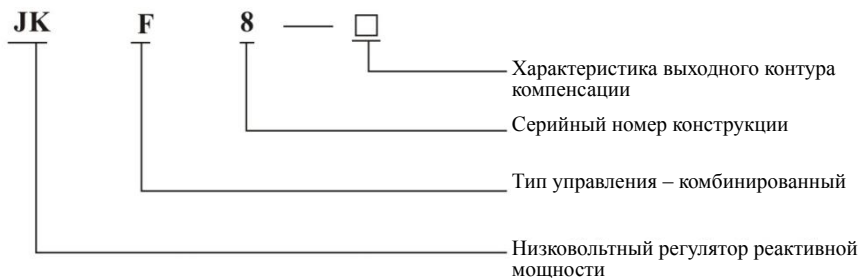 JK F 8 — □
Характеристика выходного контура
компенсации
Серийный номер конструкции
Тип управления – комбинированный
Низковольтный регулятор реактивной
мощности